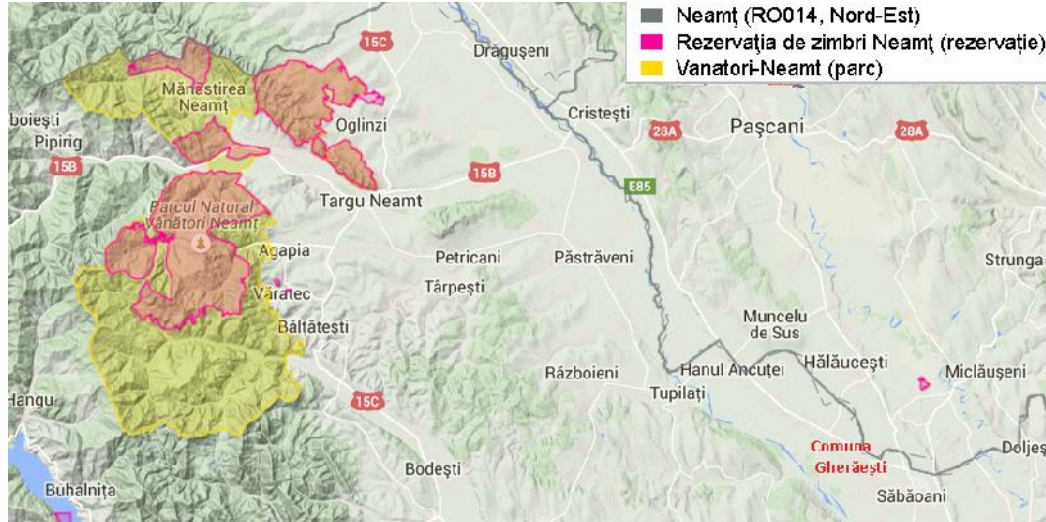 Neamț (RO014, Nord-Est)
Rezervația de zimbri Neamț (rezervație)
Vanatori-Neamt (parc)
15C
Drăgușeni
Mănăstirea
Neamț
Cristești
boiești
Pipirig
Oglinzi
28A
Pașcani
28A
15B
15B
Targu Neamt
E85
Parcul Natural
Vânători Neamț
Agapia
Petricani
Păstrăveni
Strunga
Văratec
Târpești
Bălțătești
Muncelu
de Sus
Hălăucești
Miclăușeni
Hanul Ancuței
Războieni
Tupilați
Hangu
15C
Comuna
Gherăești
Doljeș
Bodești
Buhalnița
Săbăoani